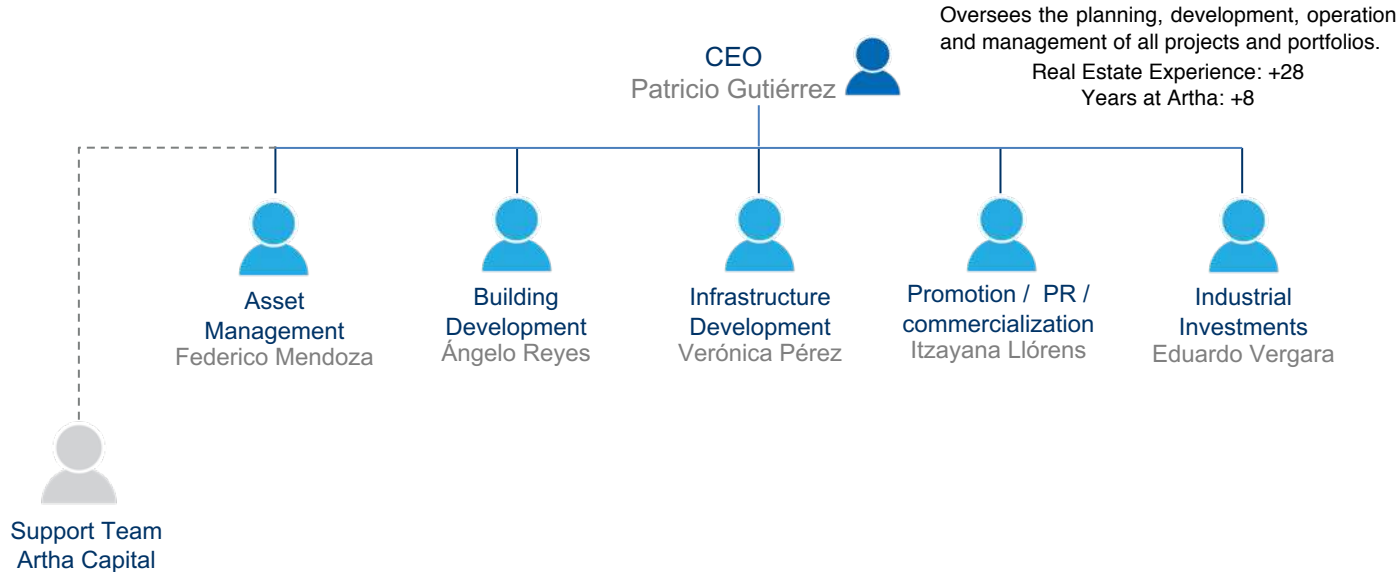 Oversees the planning, development, operation
and management of all projects and portfolios.
Real Estate Experience: +28
Years at Artha: +8
CEO
Patricio Gutiérrez
Asset
Management
Federico Mendoza
Building
Development
Ángelo Reyes
Infrastructure
Development
Verónica Pérez
Promotion / PR /
commercialization
Itzayana Llórens
Industrial
Investments
Eduardo Vergara
Support Team
Artha Capital